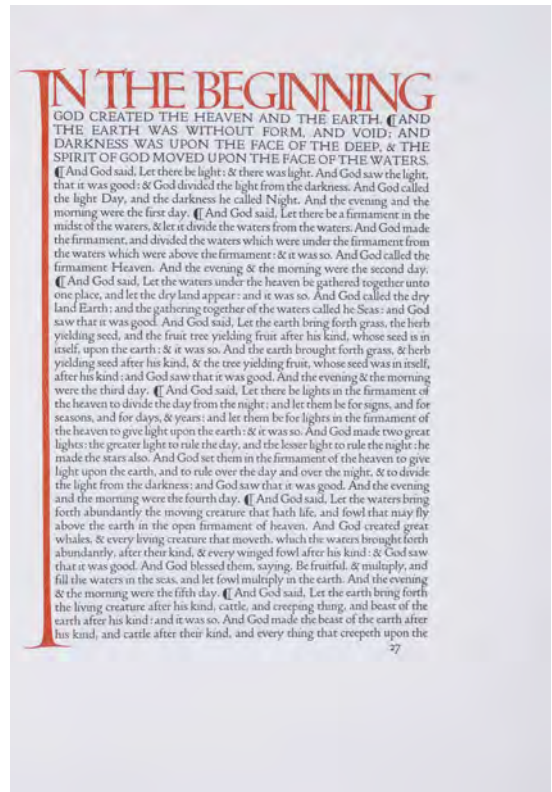 IN THE BEGINNING
GOD CREATED THE HEAVEN AND THE EARTH. ¶ AND
THE EARTH WAS WITHOUT FORM, AND VOID; AND
DARKNESS WAS UPON THE FACE OF THE DEEP, & THE
SPIRIT OF GOD MOVED UPON THE FACE OF THE WATERS.
¶ And God said, Let there be light: & there was light. And God saw the light,
that it was good: & God divided the light from the darkness. And God called
the light Day, and the darkness he called Night. And the evening and the
morning were the first day. ¶ And God said, Let there be a firmament in the
midst of the waters, & let it divide the waters from the waters. And God made
the firmament, and divided the waters which were under the firmament from
the waters which were above the firmament: & it was so. And God called the
firmament Heaven. And the evening & the morning were the second day.
¶ And God said, Let the waters under the heaven be gathered together unto
one place, and let the dry land appear: and it was so. And God called the dry
land Earth; and the gathering together of the waters called he Seas: and God
saw that it was good. And God said, Let the earth bring forth grass, the herb
yielding seed, and the fruit tree yielding fruit after his kind, whose seed is in
itself, upon the earth: & it was so. And the earth brought forth grass, & herb
yielding seed after his kind, & the tree yielding fruit, whose seed was in itself,
after his kind: and God saw that it was good. And the evening & the morning
were the third day. ¶ And God said, Let there be lights in the firmament of
the heaven to divide the day from the night; and let them be for signs, and for
seasons, and for days, & years: and let them be for lights in the firmament of
the heaven to give light upon the earth: & it was so. And God made two great
lights; the greater light to rule the day, and the lesser light to rule the night: he
made the stars also. And God set them in the firmament of the heaven to give
light upon the earth, and to rule over the day and over the night, & to divide
the light from the darkness: and God saw that it was good. And the evening
and the morning were the fourth day. ¶ And God said, Let the waters bring
forth abundantly the moving creature that hath life, and fowl that may fly
above the earth in the open firmament of heaven. And God created great
whales, & every living creature that moveth, which the waters brought forth
abundantly, after their kind, & every winged fowl after his kind: & God saw
that it was good. And God blessed them, saying, Be fruitful, & multiply, and
fill the waters in the seas, and let fowl multiply in the earth. And the evening
& the morning were the fifth day. ¶ And God said, Let the earth bring forth
the living creature after his kind, cattle, and creeping thing, and beast of the
earth after his kind: and it was so. And God made the beast of the earth after
his kind, and cattle after their kind, and every thing that creepeth upon the
27